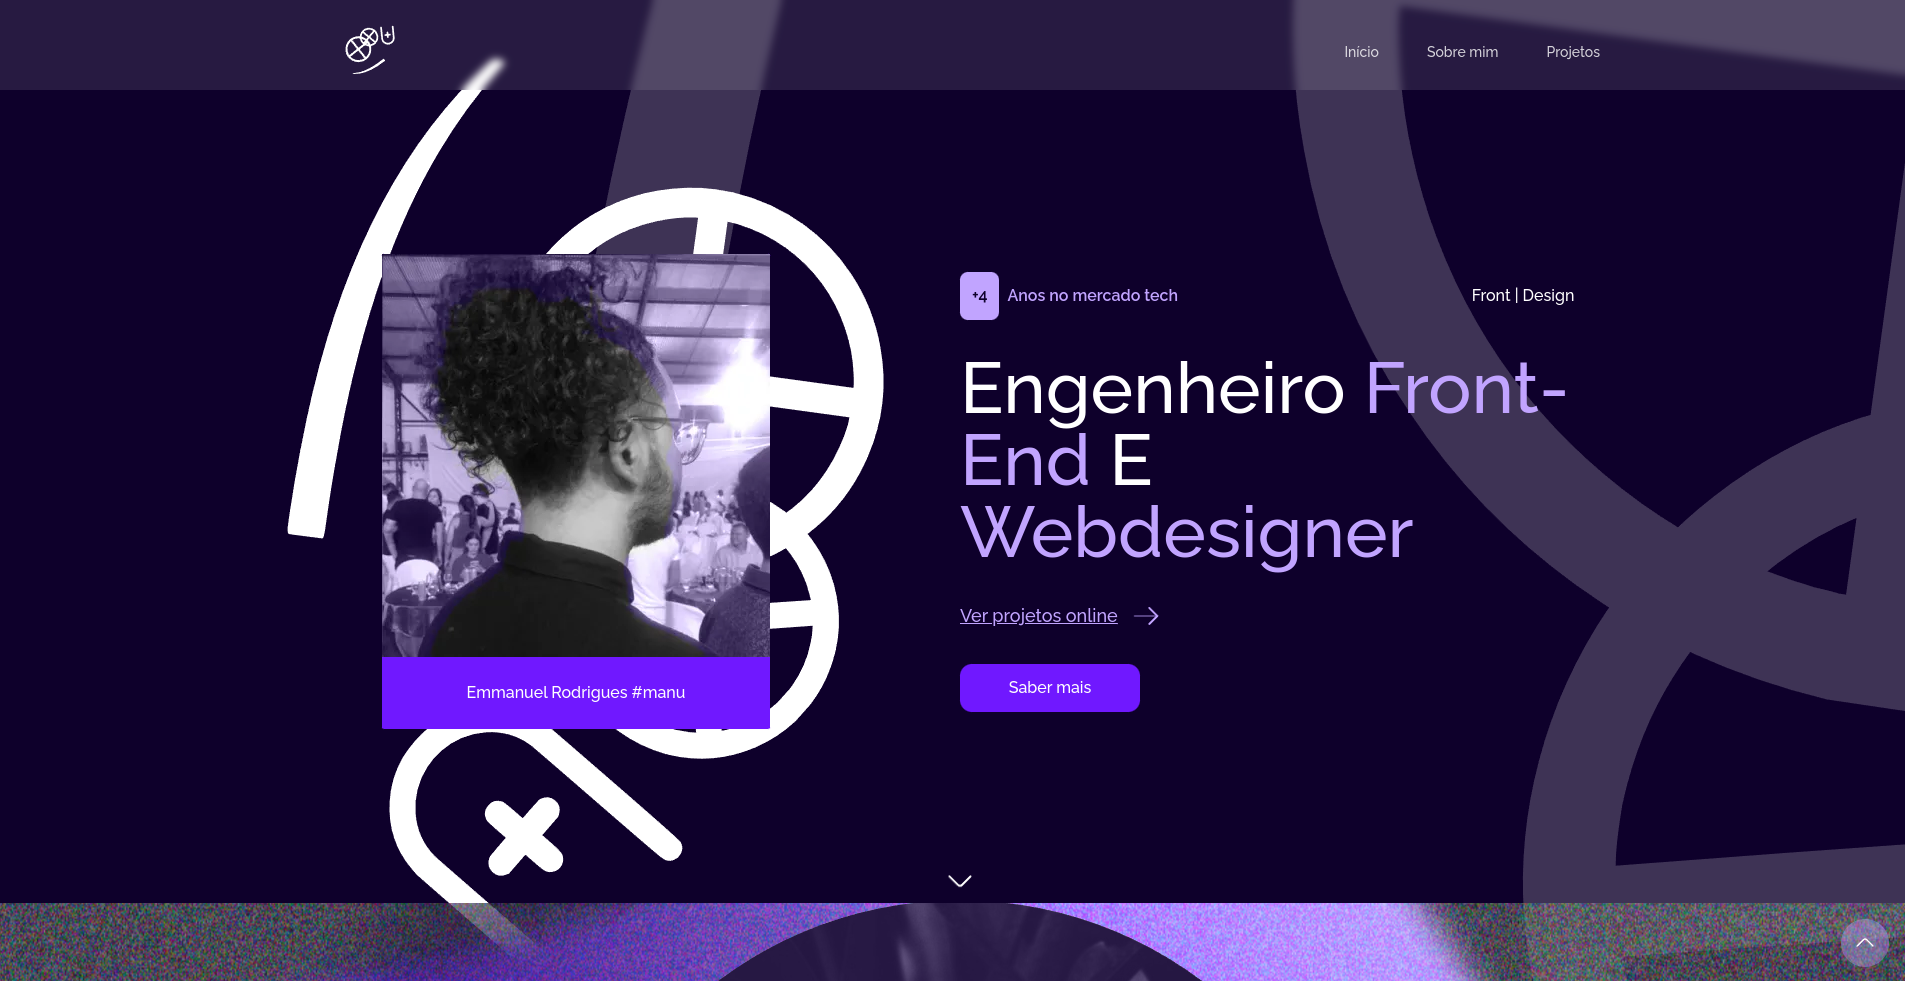 Início
Sobre mim
Projetos
+4
Anos no mercado tech
Front | Design
Engenheiro Front-
End E
Webdesigner
Ver projetos online
Saber mais
Emmanuel Rodrigues #manu